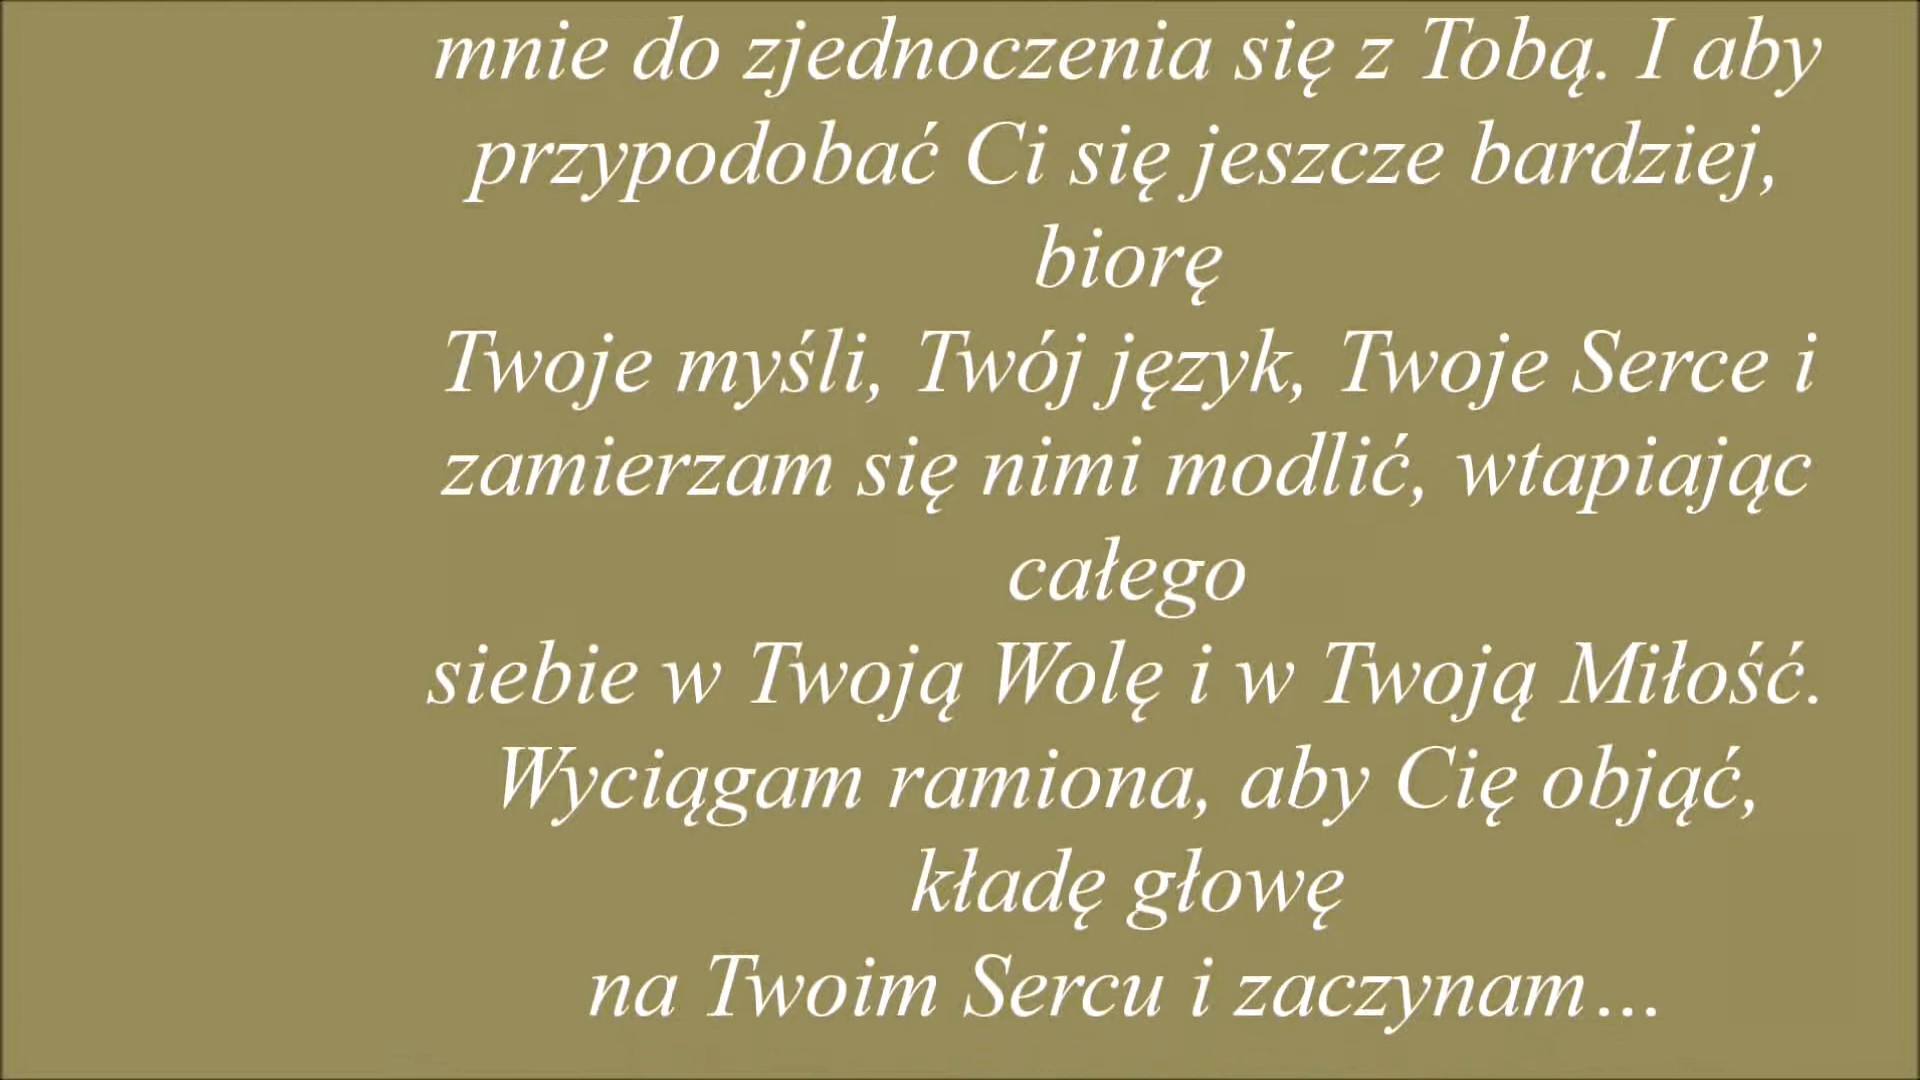 mnie do zjednoczenia się z Tobą. I aby
przypodobać Ci się jeszcze bardziej,
biorę
Twoje myśli, Twój język, Twoje Serce i
zamierzam się nimi modlić, wtapiając
całego
siebie w Twoją Wolę i w Twoją Miłość.
Wyciągam ramiona, aby Cię objąć,
kładę głowę
na Twoim Sercu i zaczynam…